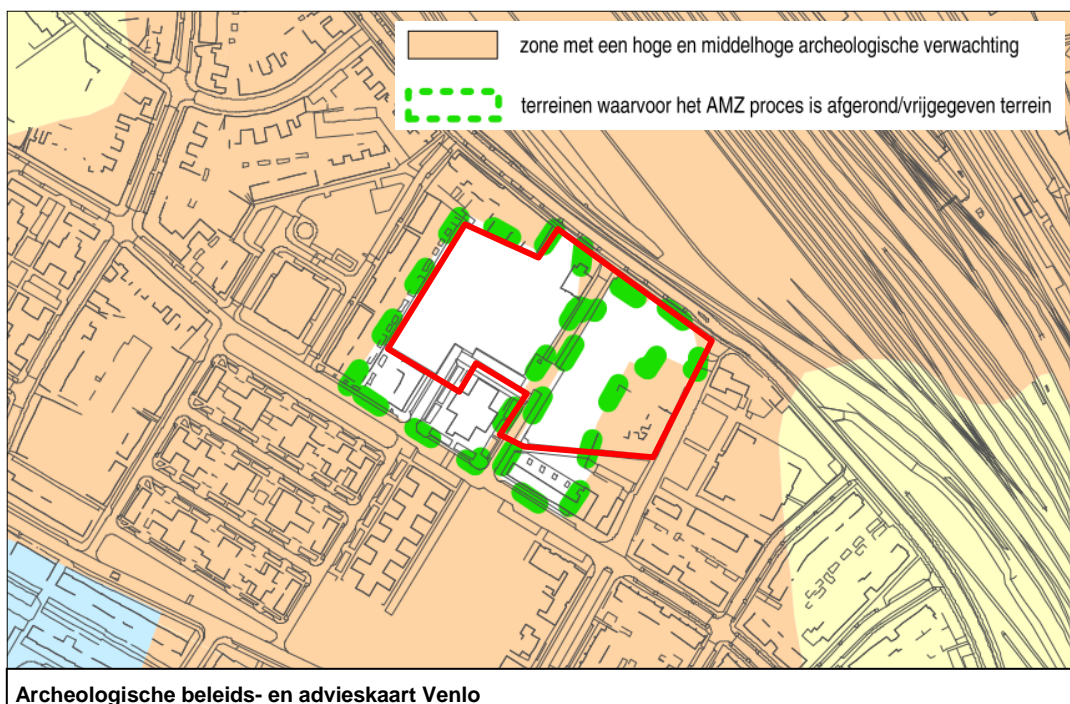 zone met een hoge en middelhoge archeologische verwachting
terreinen waarvoor het AMZ proces is afgerond/vrijgegeven terrein
Archeologische beleids- en advieskaart Venlo